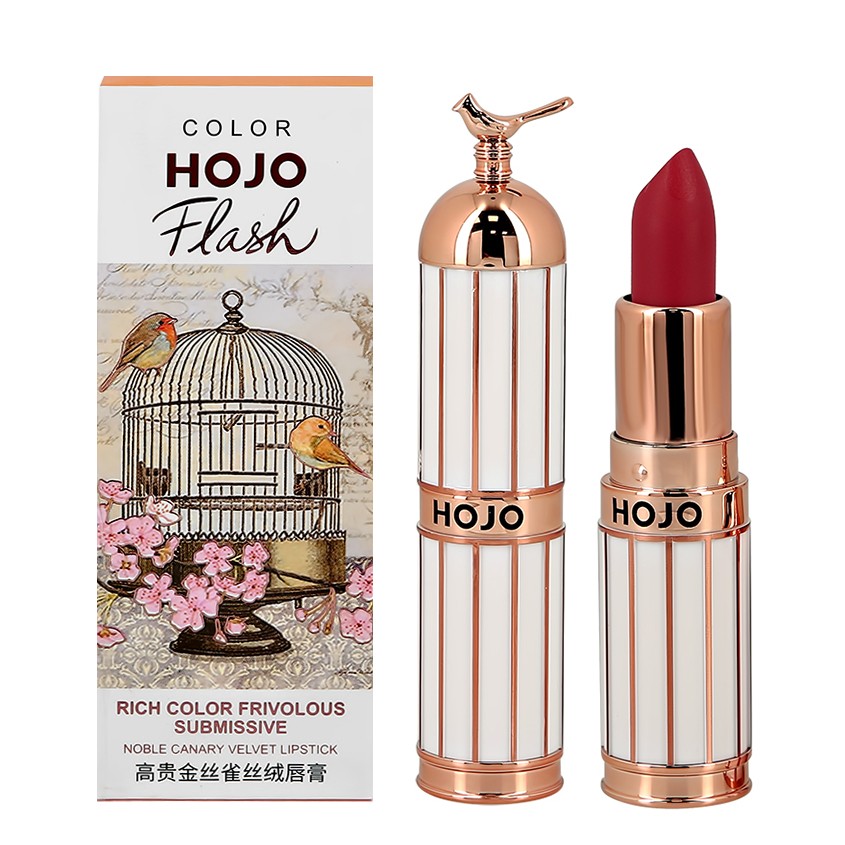 COLOR
HOJO
Flash
RICH COLOR FRIVOLOUS
SUBMISSIVE
NOBLE CANARY VELVET LIPSTICK
高贵金丝雀丝绒唇膏
HOJO
HOJO